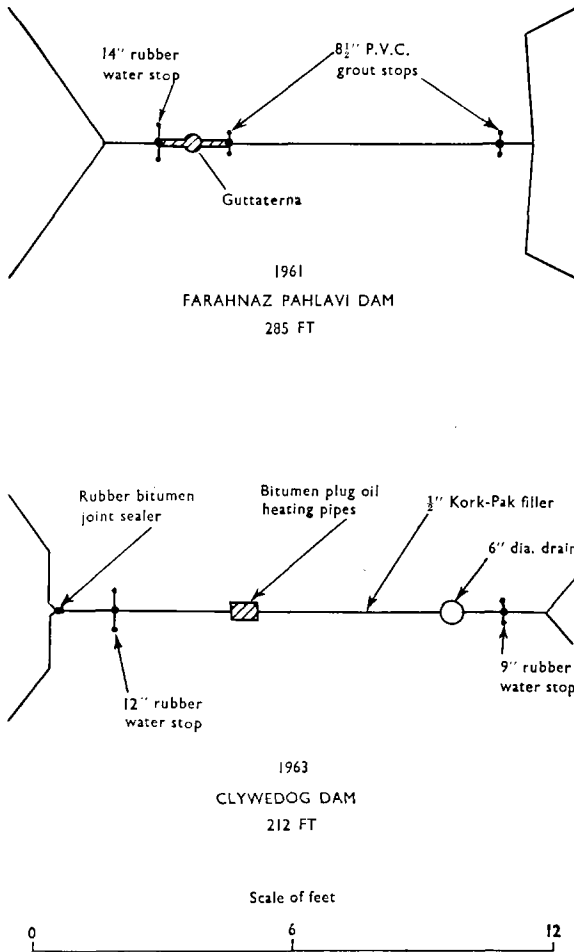 14" rubber
water stop
8½" P.V.C.
grout stops
Guttaterna
1961
FARAHNAZ PAHLAVI DAM
285 FT
Rubber bitumen
joint sealer
Bitumen plug oil
heating pipes
½" Kork-Pak filler
6" dia. drain
12" rubber
water stop
9" rubber
water stop
1963
CLYWEDOG DAM
212 FT
Scale of feet
0 6 12